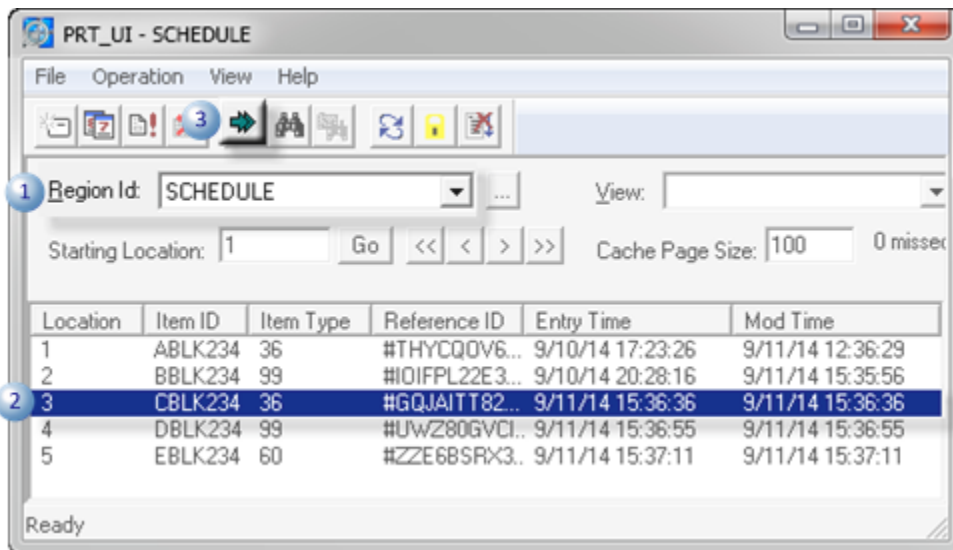 PRT_UI - SCHEDULE
File Operation View Help
3
1 Region Id: SCHEDULE ... View:
Starting Location: 1 Go << < > >> Cache Page Size: 100 0 missed
Location Item ID Item Type Reference ID Entry Time Mod Time
1 ABLK234 36 #THYCQOV6... 9/10/14 17:23:26 9/11/14 12:36:29
2 BBLK234 99 #IOIFPL22E3... 9/10/14 20:28:16 9/11/14 15:35:56
2 3 CBLK234 36 #GQJAITT82... 9/11/14 15:36:36 9/11/14 15:36:36
4 DBLK234 99 #UWZ80GVCI... 9/11/14 15:36:55 9/11/14 15:36:55
5 EBLK234 60 #ZZE6BSRX3... 9/11/14 15:37:11 9/11/14 15:37:11
Ready